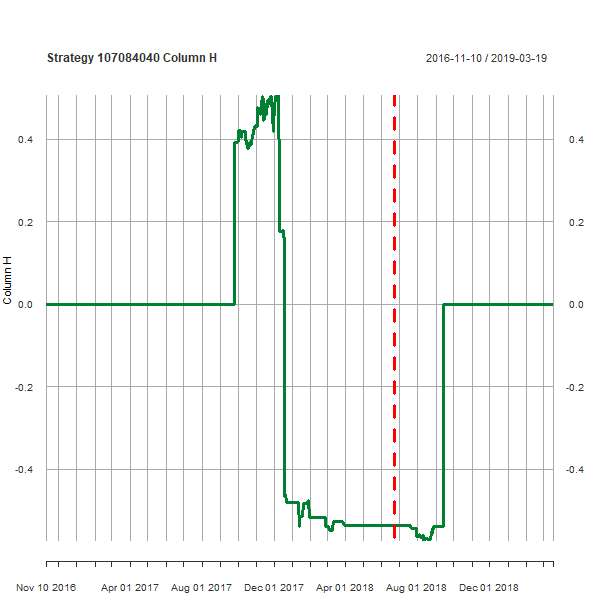 Strategy 107084040 Column H
2016-11-10 / 2019-03-19
0.4 0.4
0.2 0.2
Column H
0.0 0.0
-0.2 -0.2
-0.4 -0.4
Nov 10 2016 Apr 01 2017 Aug 01 2017 Dec 01 2017 Apr 01 2018 Aug 01 2018 Dec 01 2018